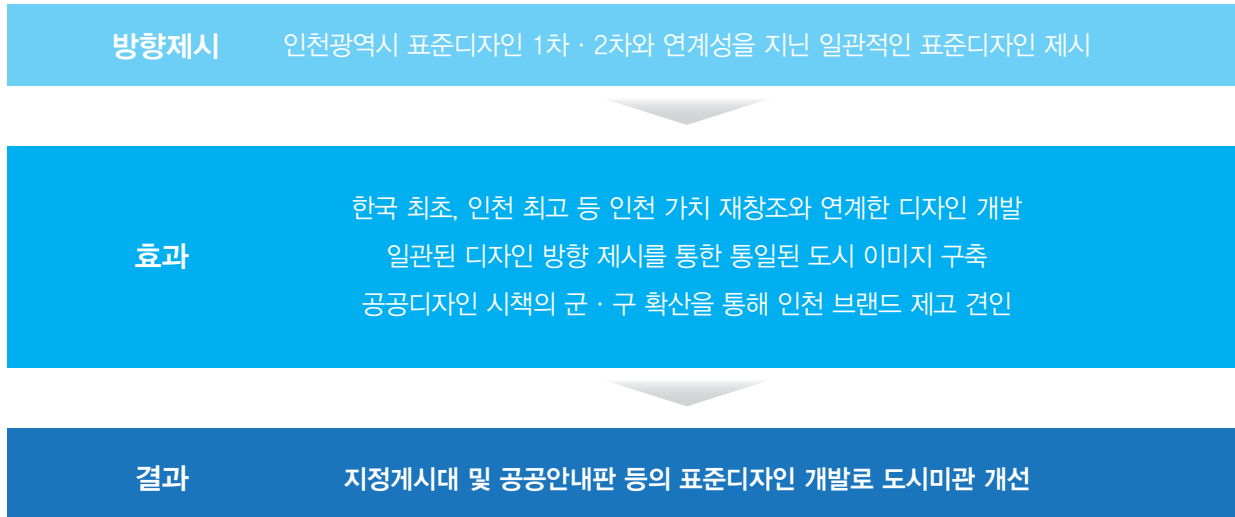 방향제시 인천광역시 표준디자인 1차 · 2차와 연계성을 지닌 일관적인 표준디자인 제시
한국 최초, 인천 최고 등 인천 가치 재창조와 연계한 디자인 개발
효과 일관된 디자인 방향 제시를 통한 통일된 도시 이미지 구축
공공디자인 시책의 군 · 구 확산을 통해 인천 브랜드 제고 견인
결과 지정게시대 및 공공안내판 등의 표준디자인 개발로 도시미관 개선